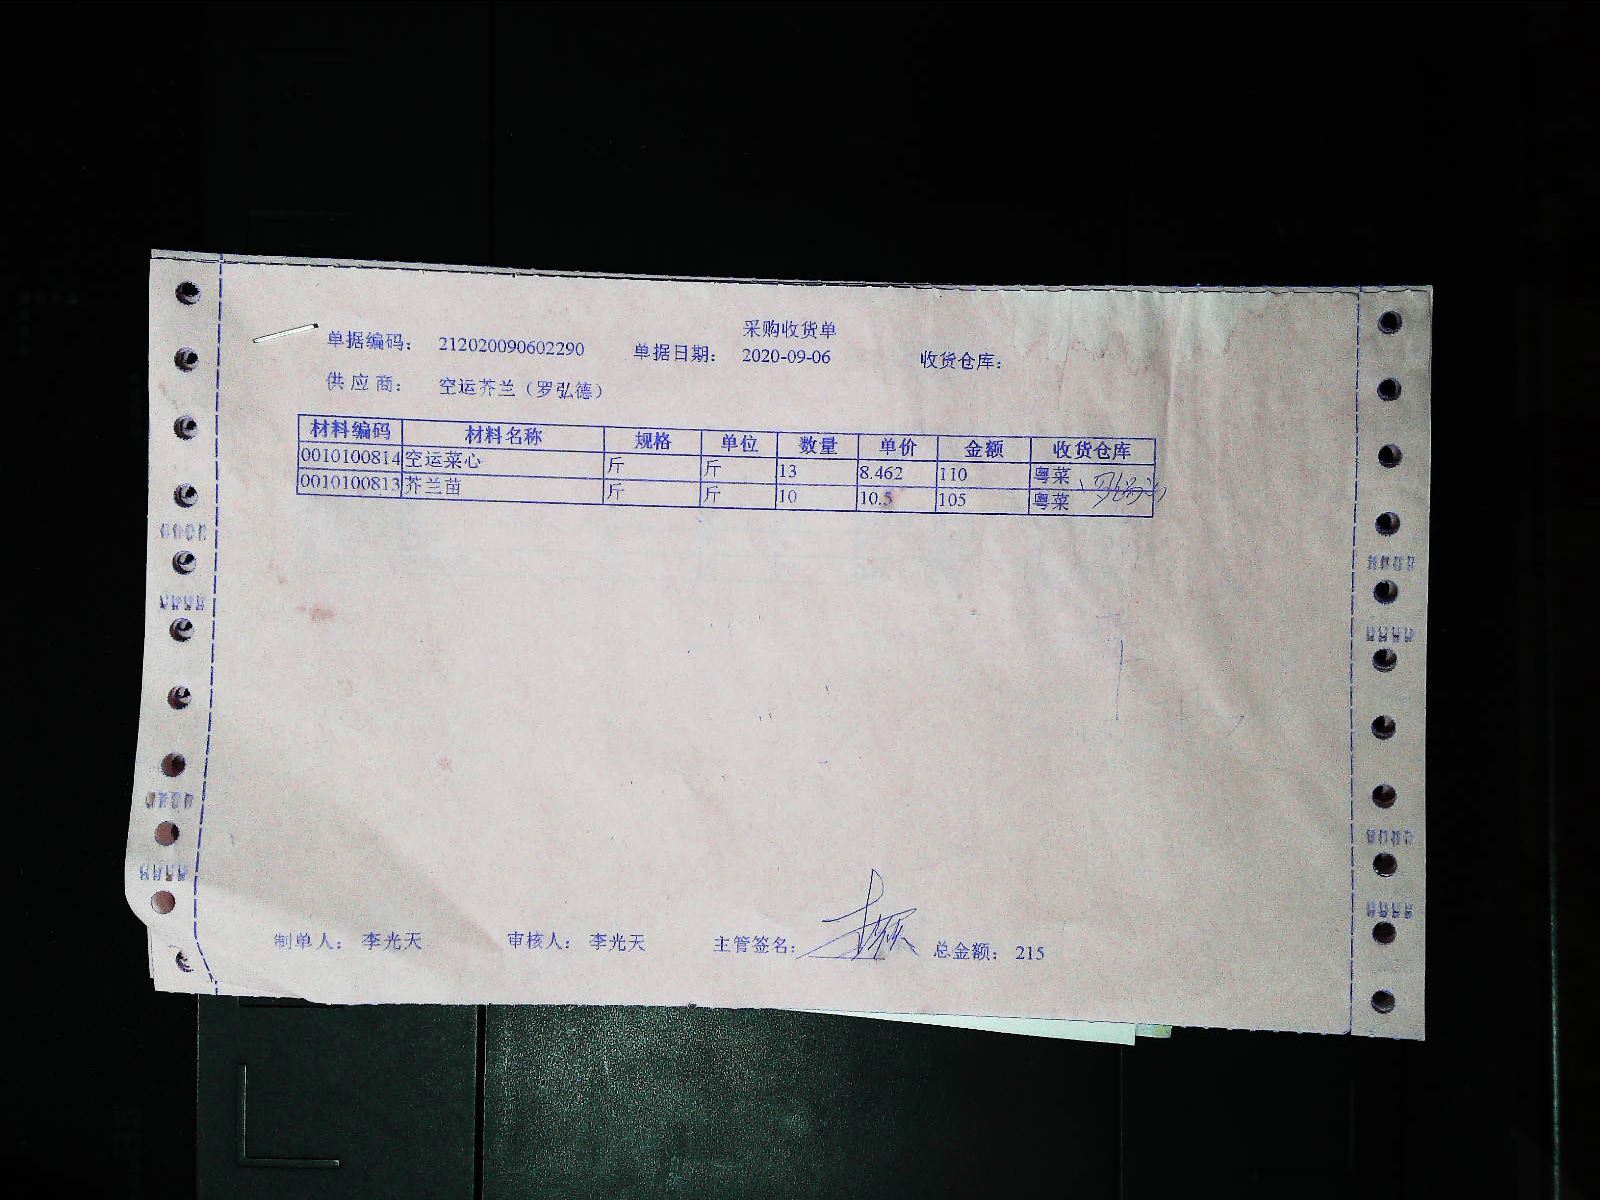 采购收货单
单据编码： 212020090602290 单据日期： 2020-09-06 收货仓库：
供应商： 空运芥兰（罗弘德）
材料编码 材料名称 规格 单位 数量 单价 金额 收货仓库
0010100814 空运菜心 斤 斤 13 8.462 110 粤菜
0010100813 芥兰苗 斤 斤 10 10.5 105 粤菜
制单人： 李光天 审核人： 李光天 主管签名： 总金额： 215